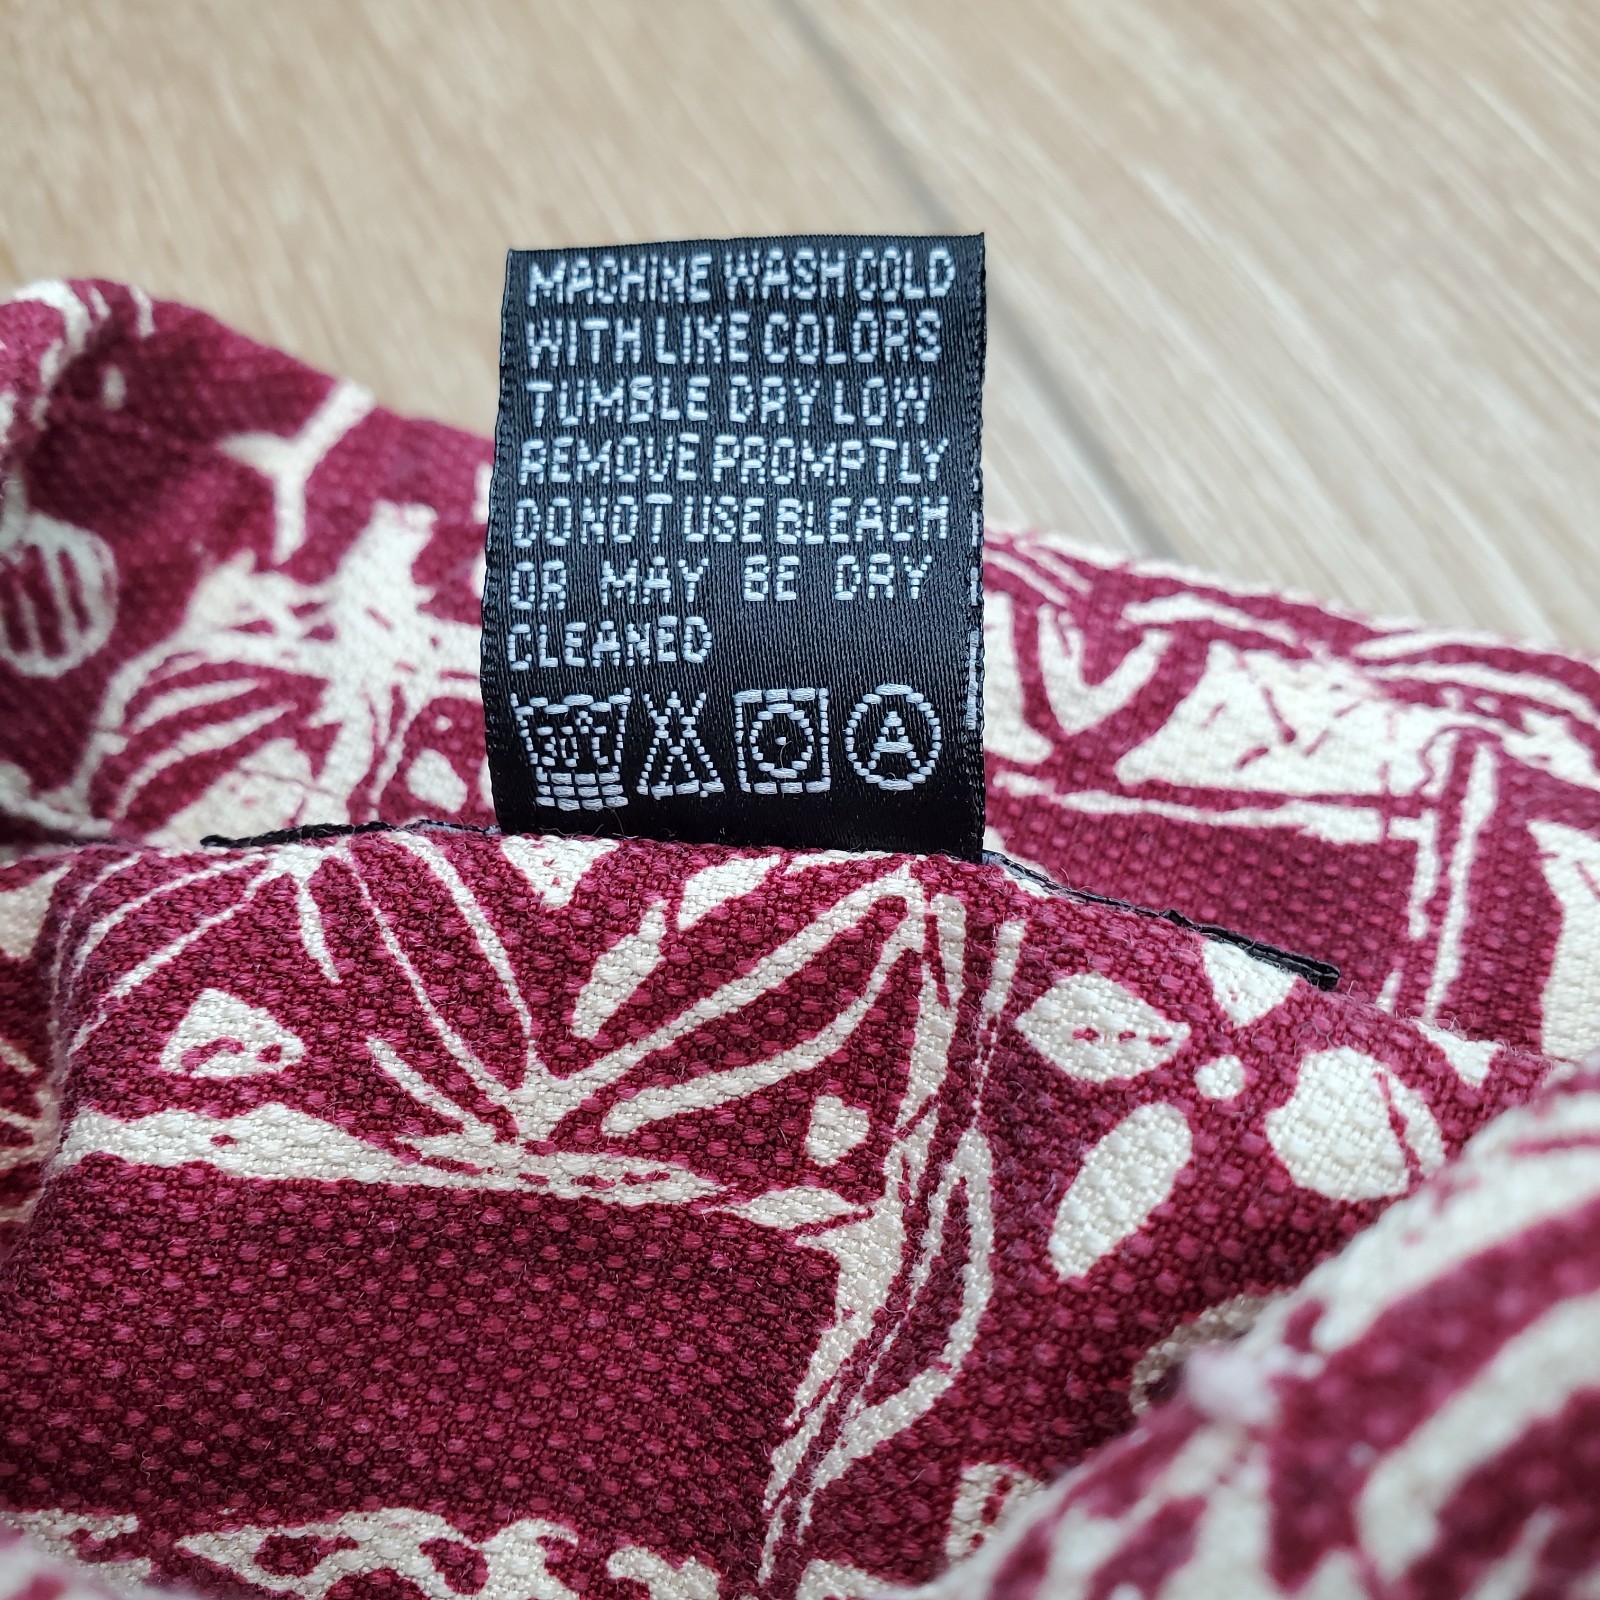 MACHINE WASH COLD
WITH LIKE COLORS
TUMBLE DRY LOW
REMOVE PROMPTLY
DO NOT USE BLEACH
OR MAY BE DRY
CLEANED
30°C A